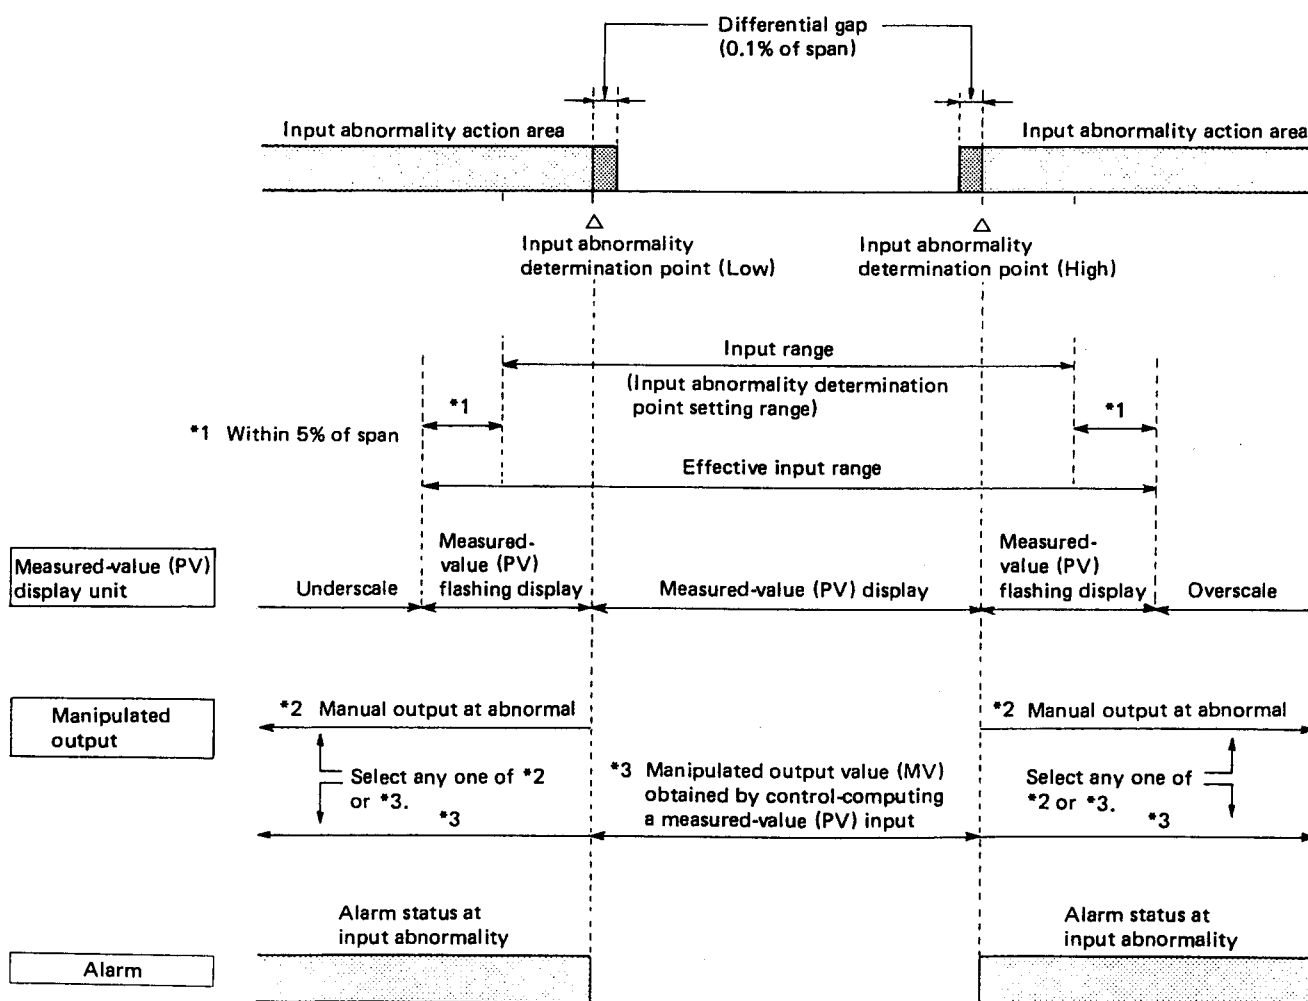 Differential gap
(0.1% of span)
Input abnormality action area
Input abnormality action area
Input abnormality
determination point (Low)
Input abnormality
determination point (High)
Input range
(Input abnormality determination
point setting range)
*1
*1
*1 Within 5% of span
Effective input range
Measured-value (PV)
display unit
Underscale
Measured-
value (PV)
flashing display
Measured-value (PV) display
Measured-
value (PV)
flashing display
Overscale
Manipulated
output
*2 Manual output at abnormal
*2 Manual output at abnormal
Select any one of *2
or *3.
*3
*3 Manipulated output value (MV)
obtained by control-computing
a measured-value (PV) input
Select any one of
*2 or *3.
*3
Alarm
Alarm status at
input abnormality
Alarm status at
input abnormality